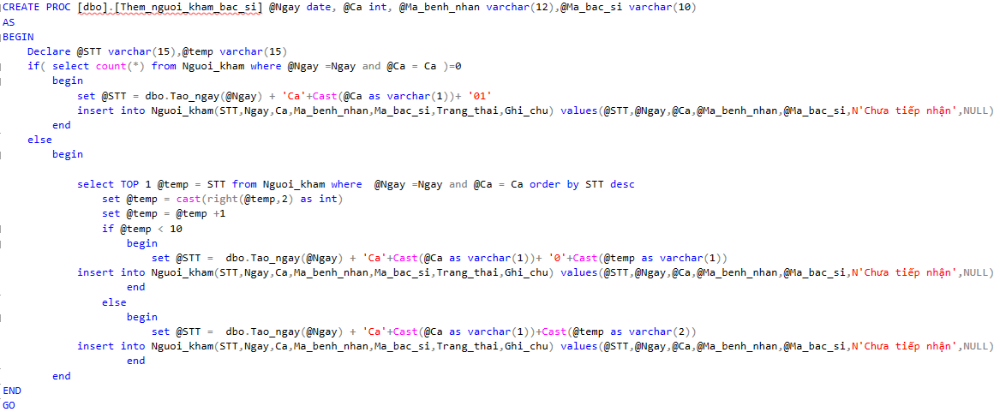 CREATE PROC [dbo].[Them_nguoi_kham_bac_si] @Ngay date, @Ca int, @Ma_benh_nhan varchar(12),@Ma_bac_si varchar(10)
AS
BEGIN
Declare @STT varchar(15),@temp varchar(15)
if( select count(*) from Nguoi_kham where @Ngay =Ngay and @Ca = Ca )=0
begin
set @STT = dbo.Tao_ngay(@Ngay) + 'Ca'+Cast(@Ca as varchar(1))+ '01'
insert into Nguoi_kham(STT,Ngay,Ca,Ma_benh_nhan,Ma_bac_si,Trang_thai,Ghi_chu) values(@STT,@Ngay,@Ca,@Ma_benh_nhan,@Ma_bac_si,N'Chưa tiếp nhận',NULL)
end
else
begin
select TOP 1 @temp = STT from Nguoi_kham where  @Ngay =Ngay and @Ca = Ca order by STT desc
set @temp = cast(right(@temp,2) as int)
set @temp = @temp +1
if @temp < 10
begin
set @STT =  dbo.Tao_ngay(@Ngay) + 'Ca'+Cast(@Ca as varchar(1))+ '0'+Cast(@temp as varchar(1))
insert into Nguoi_kham(STT,Ngay,Ca,Ma_benh_nhan,Ma_bac_si,Trang_thai,Ghi_chu) values(@STT,@Ngay,@Ca,@Ma_benh_nhan,@Ma_bac_si,N'Chưa tiếp nhận',NULL)
end
else
begin
set @STT =  dbo.Tao_ngay(@Ngay) + 'Ca'+Cast(@Ca as varchar(1))+Cast(@temp as varchar(2))
insert into Nguoi_kham(STT,Ngay,Ca,Ma_benh_nhan,Ma_bac_si,Trang_thai,Ghi_chu) values(@STT,@Ngay,@Ca,@Ma_benh_nhan,@Ma_bac_si,N'Chưa tiếp nhận',NULL)
end
end
END
GO